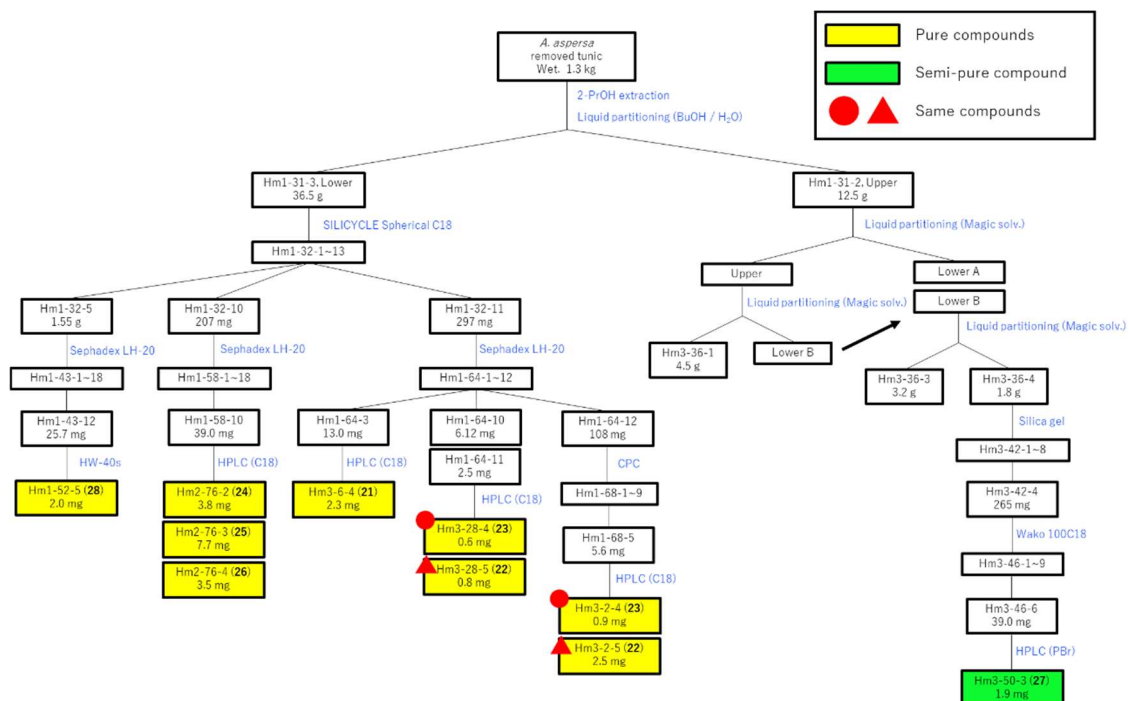 A. aspersa
removed tunic
Wet. 1.3 kg
Pure compounds
Semi-pure compound
Same compounds
2-PrOH extraction
Liquid partitioning (BuOH / H₂O)
Hm1-31-3. Lower
36.5 g
Hm1-31-2. Upper
12.5 g
SILICYCLE Spherical C18
Liquid partitioning (Magic solv.)
Hm1-32-1~13
Upper
Lower A
Lower B
Liquid partitioning (Magic solv.)
Liquid partitioning (Magic solv.)
Hm1-32-5
1.55 g
Hm1-32-10
207 mg
Hm1-32-11
297 mg
Sephadex LH-20
Sephadex LH-20
Sephadex LH-20
Hm3-36-1
4.5 g
Lower B
Hm1-43-1~18
Hm1-58-1~18
Hm1-64-1~12
Hm3-36-3
3.2 g
Hm3-36-4
1.8 g
Hm1-43-12
25.7 mg
Hm1-58-10
39.0 mg
Hm1-64-3
13.0 mg
Hm1-64-10
6.12 mg
Hm1-64-11
2.5 mg
Hm1-64-12
108 mg
Silica gel
HW-40s
HPLC (C18)
HPLC (C18)
HPLC (C18)
CPC
Hm3-42-1~8
Hm1-52-5 (28)
2.0 mg
Hm2-76-2 (24)
3.8 mg
Hm2-76-3 (25)
7.7 mg
Hm2-76-4 (26)
3.5 mg
Hm3-6-4 (21)
2.3 mg
Hm3-28-4 (23)
0.6 mg
Hm3-28-5 (22)
0.8 mg
Hm1-68-1~9
Hm1-68-5
5.6 mg
HPLC (C18)
Hm3-2-4 (23)
0.9 mg
Hm3-2-5 (22)
2.5 mg
Hm3-42-4
265 mg
Wako 100C18
Hm3-46-1~9
Hm3-46-6
39.0 mg
HPLC (PBr)
Hm3-50-3 (27)
1.9 mg